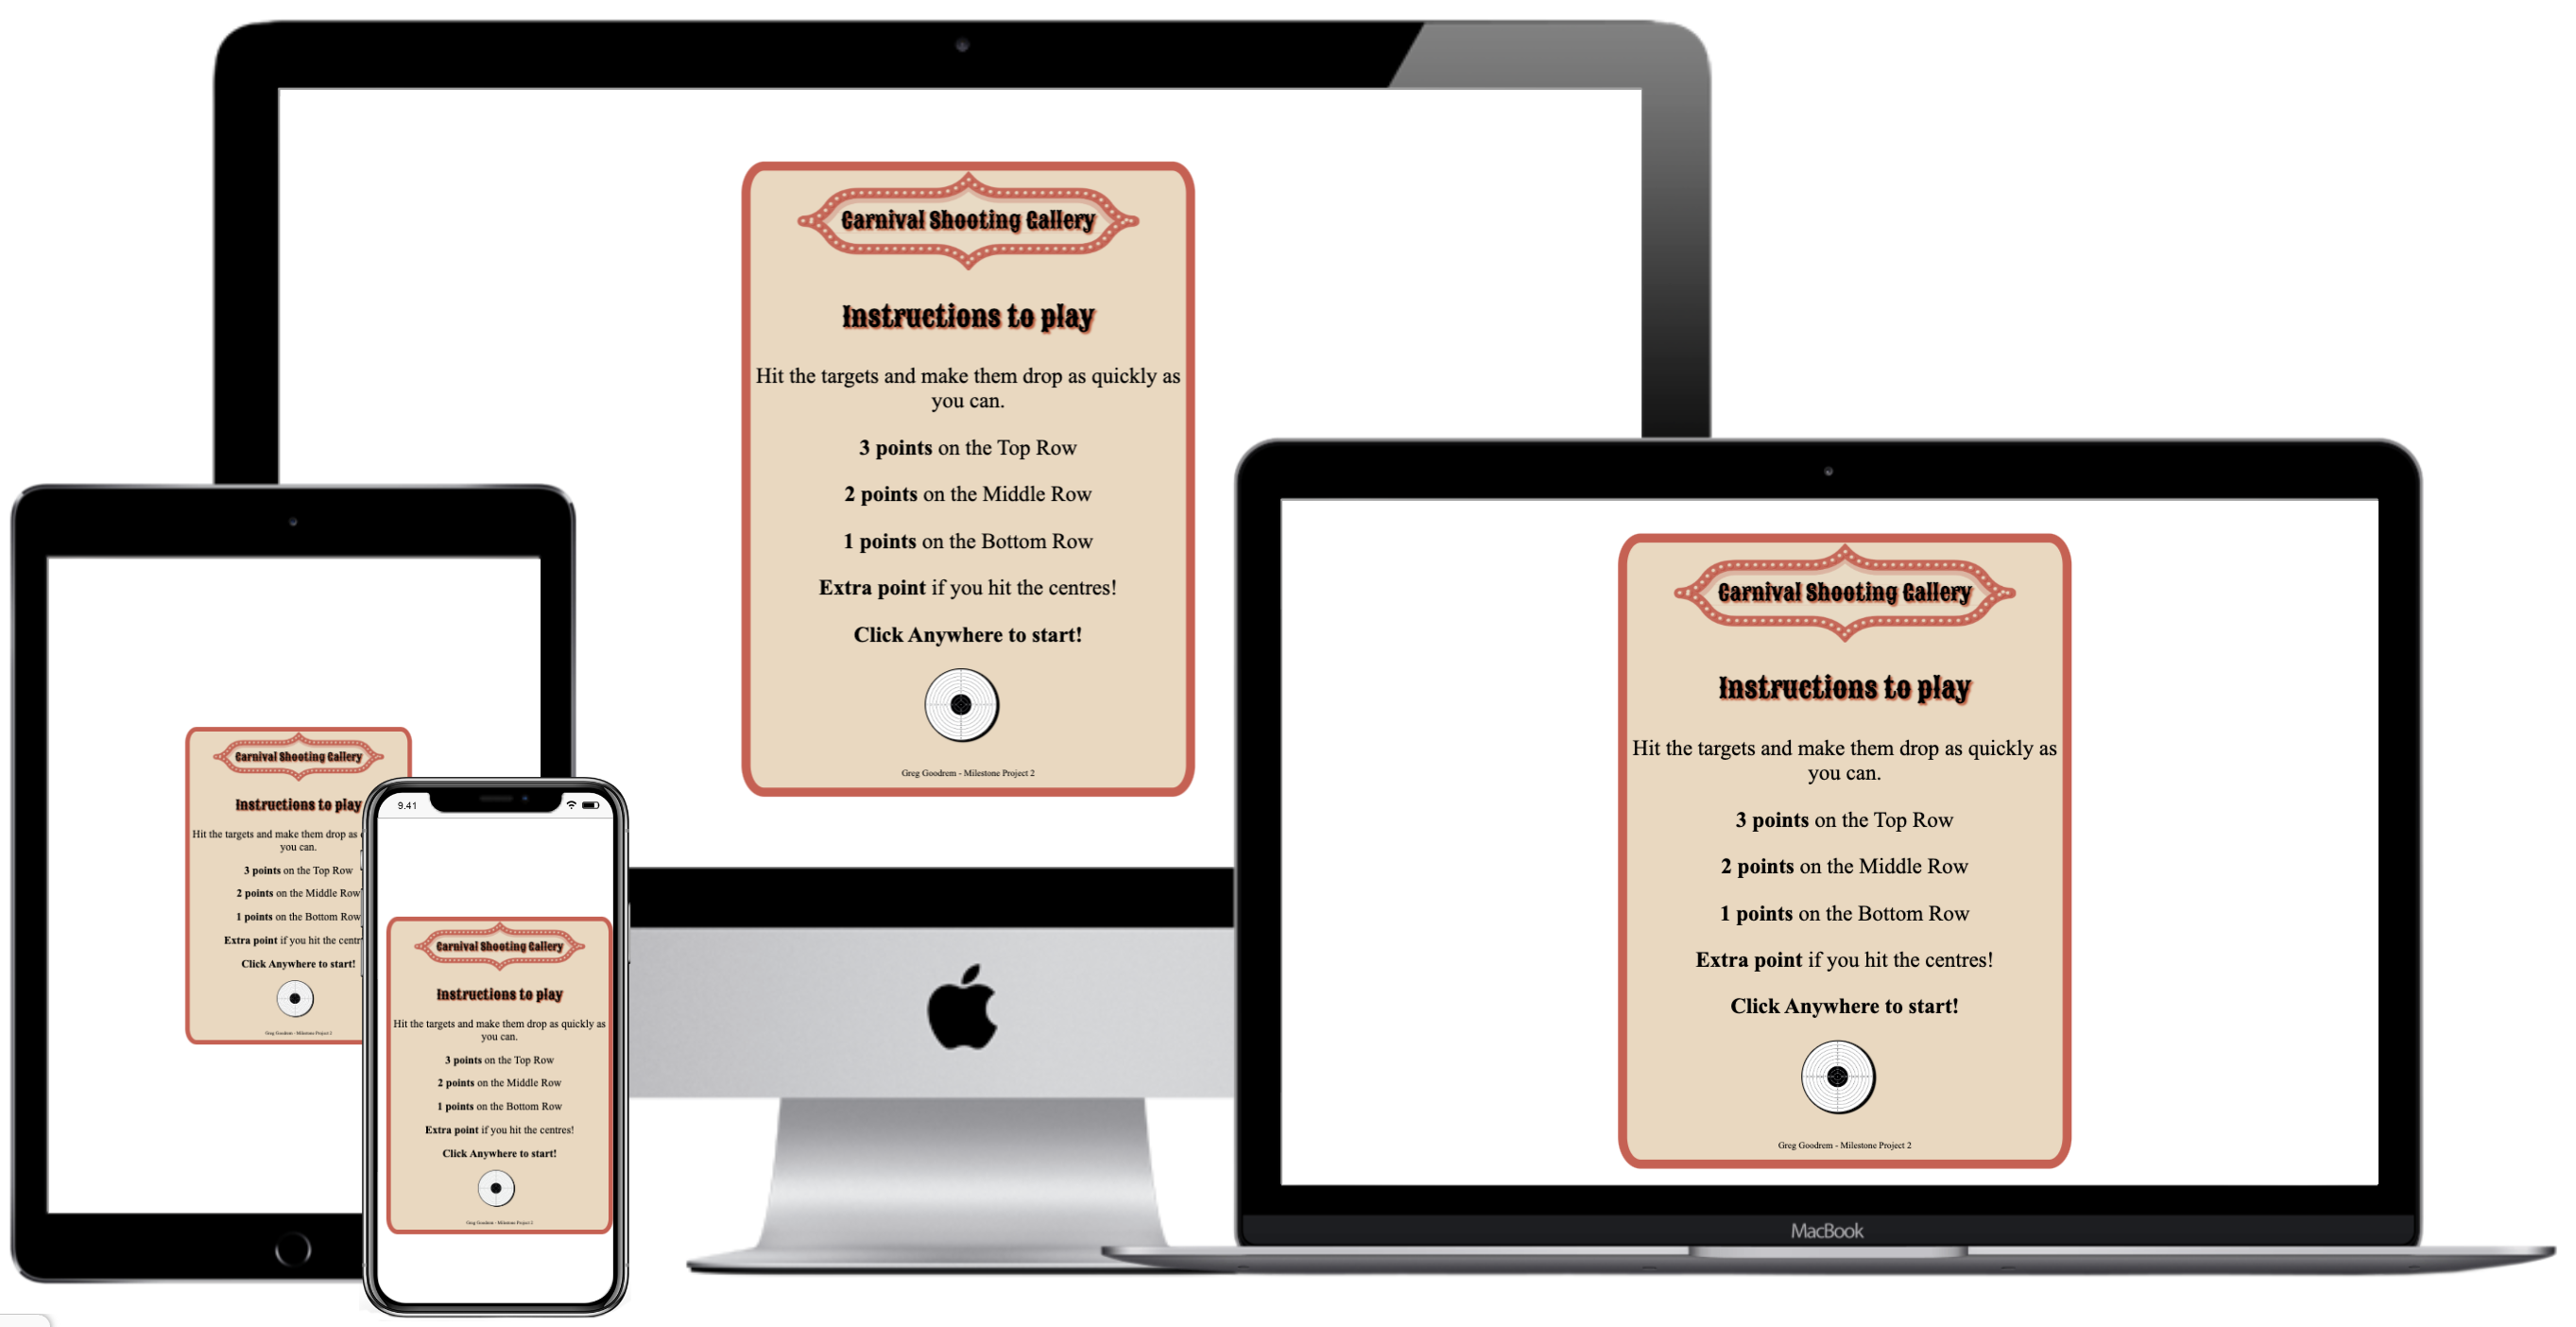 Carnival Shooting Gallery
Instructions to play
Hit the targets and make them drop as quickly as
you can.
3 points on the Top Row
2 points on the Middle Row
1 points on the Bottom Row
Extra point if you hit the centres!
Click Anywhere to start!
Greg Goodrem - Milestone Project 2
Carnival Shooting Gallery
Instructions to play
Hit the targets and make them drop as
you can.
3 points on the Top Row
2 points on the Middle Row
1 points on the Bottom Row
Extra point if you hit the
Click Anywhere to start!
Greg Goodrem - Milestone Project 2
9.41
Carnival Shooting Gallery
Instructions to play
Hit the targets and make them drop as quickly as
you can.
3 points on the Top Row
2 points on the Middle Row
1 points on the Bottom Row
Extra point if you hit the centres!
Click Anywhere to start!
Greg Goodrem - Milestone Project 2
Carnival Shooting Gallery
Instructions to play
Hit the targets and make them drop as quickly as
you can.
3 points on the Top Row
2 points on the Middle Row
1 points on the Bottom Row
Extra point if you hit the centres!
Click Anywhere to start!
Greg Goodrem - Milestone Project 2
MacBook